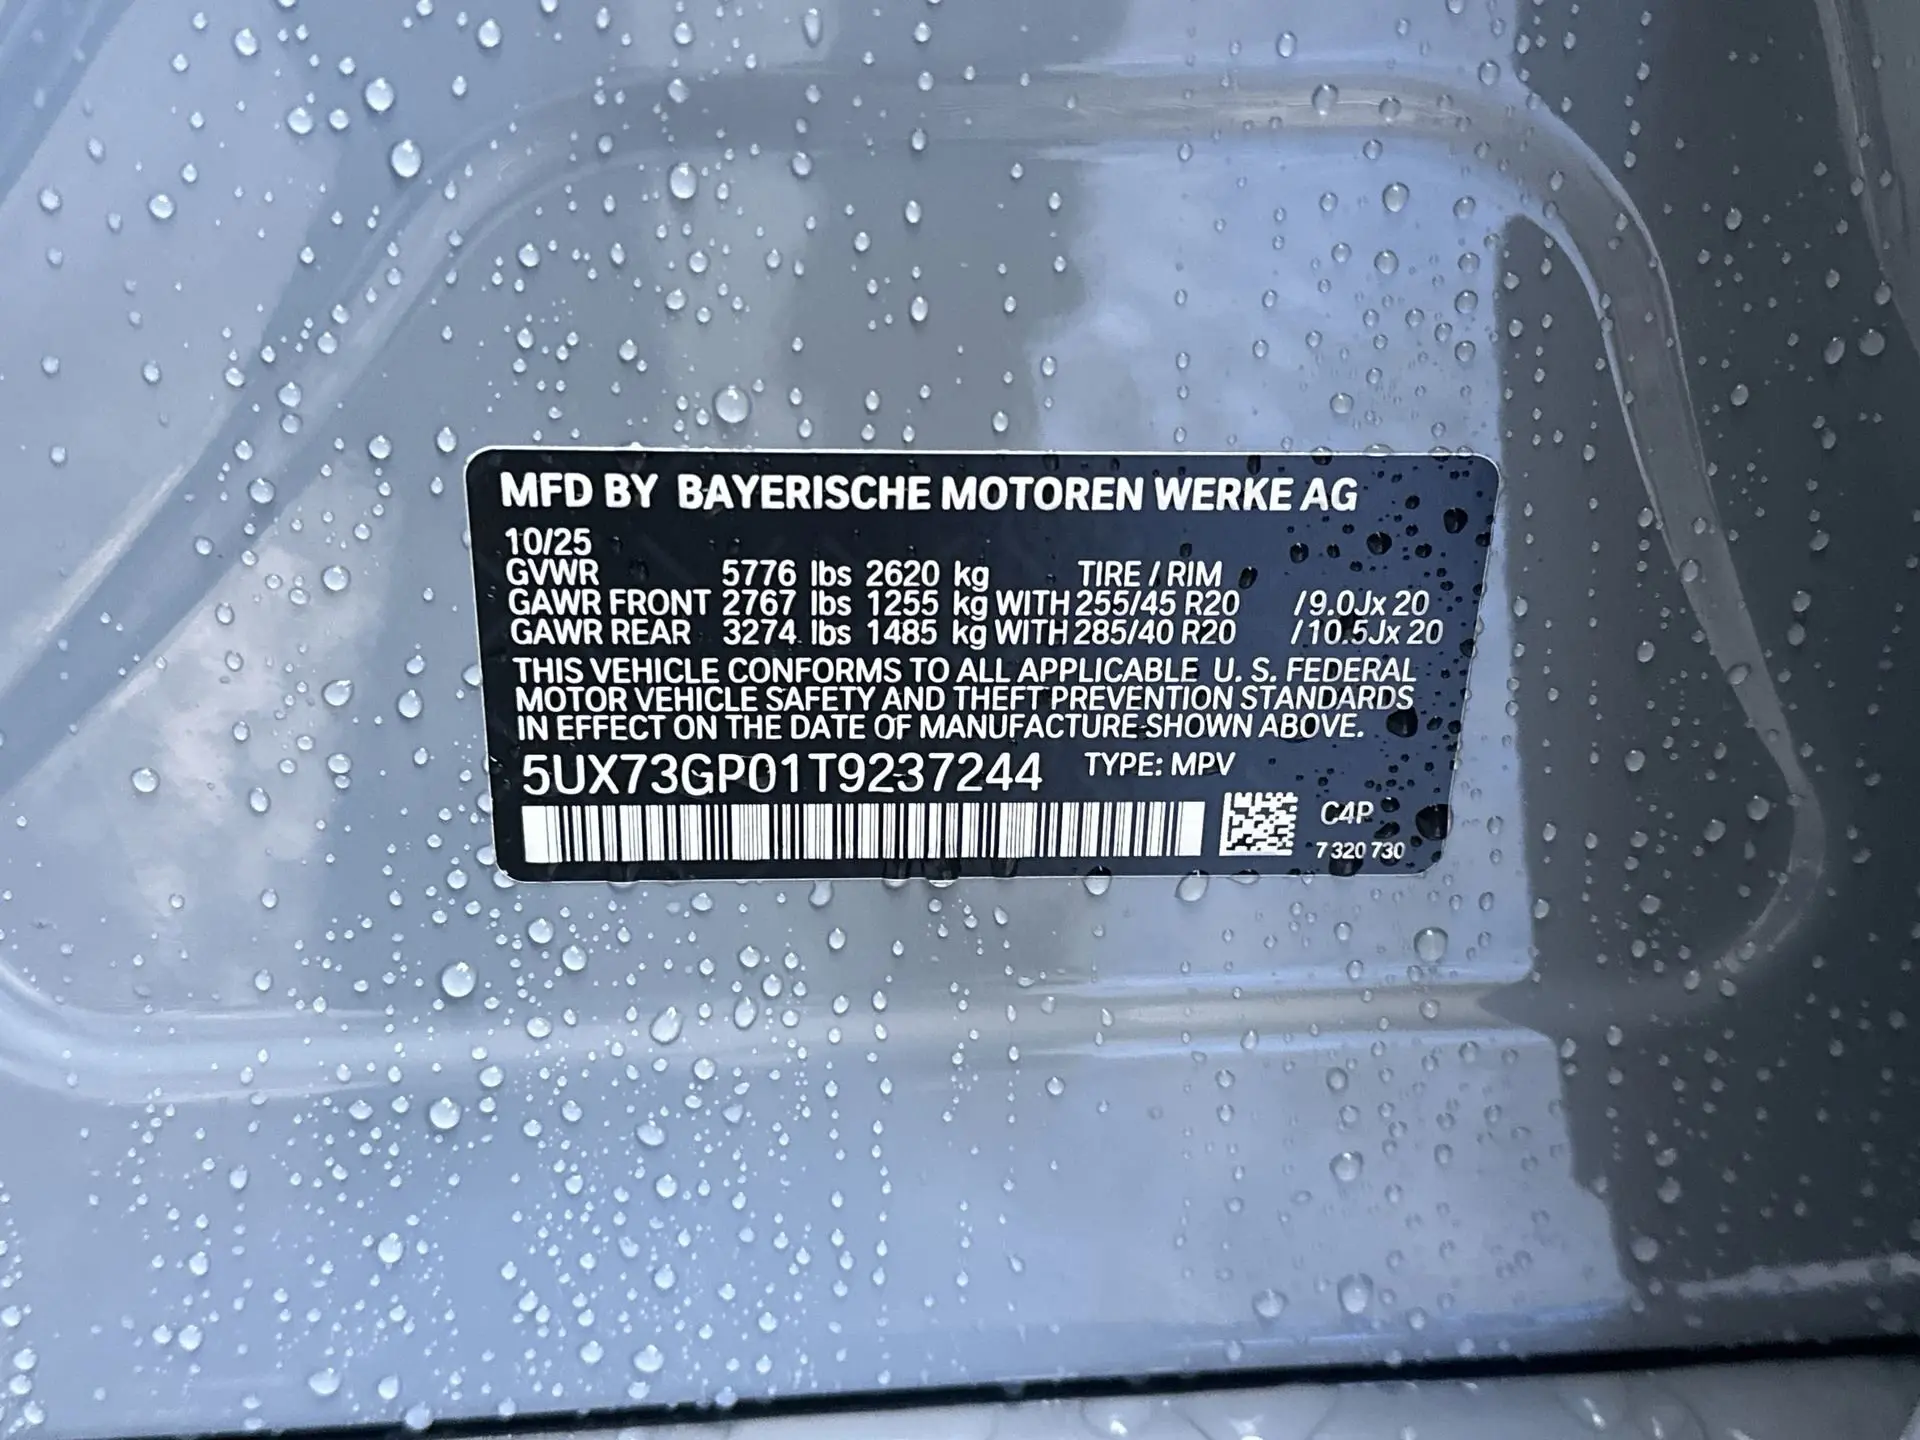 MFD BY BAYERISCHE MOTOREN WERKE AG
10/25
GVWR 5776 lbs 2620 kg TIRE / RIM
GAWR FRONT 2767 lbs 1255 kg WITH 255/45 R20 /9.0Jx 20
GAWR REAR 3274 lbs 1485 kg WITH 285/40 R20 /10.5Jx 20
THIS VEHICLE CONFORMS TO ALL APPLICABLE U. S. FEDERAL
MOTOR VEHICLE SAFETY AND THEFT PREVENTION STANDARDS
IN EFFECT ON THE DATE OF MANUFACTURE SHOWN ABOVE.
5UX73GP01T9237244 TYPE: MPV
C4P
7 320 730